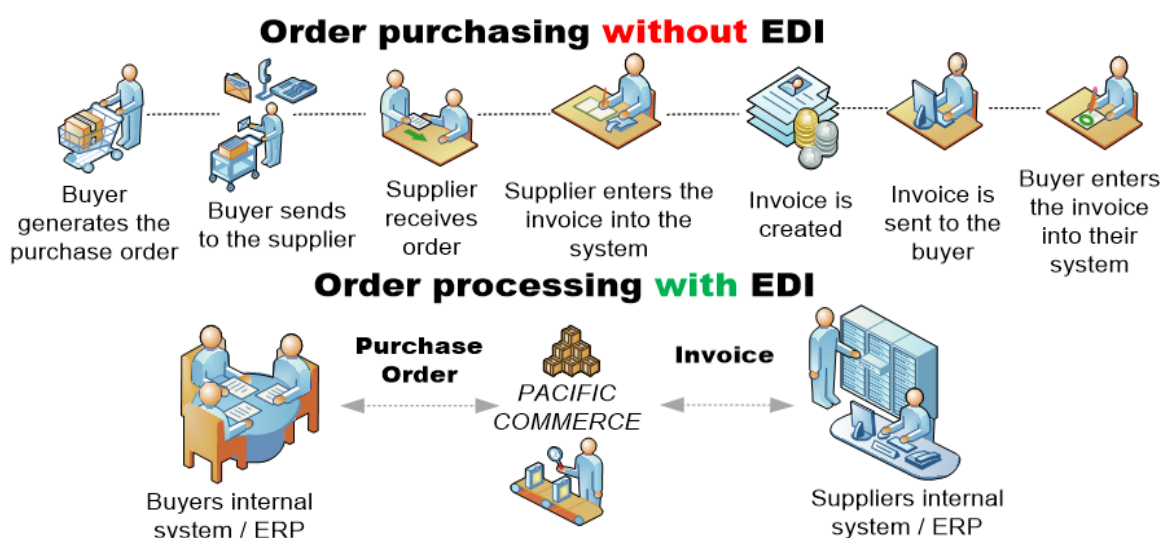 Order purchasing without EDI
Buyer
generates the
purchase order
Buyer sends
to the supplier
Supplier
receives
order
Supplier enters the
invoice into the
system
Invoice is
created
Invoice is
sent to the
buyer
Buyer enters
the invoice
into their
system
Order processing with EDI
Purchase
Order
PACIFIC
COMMERCE
Invoice
Buyers internal
system / ERP
Suppliers internal
system / ERP